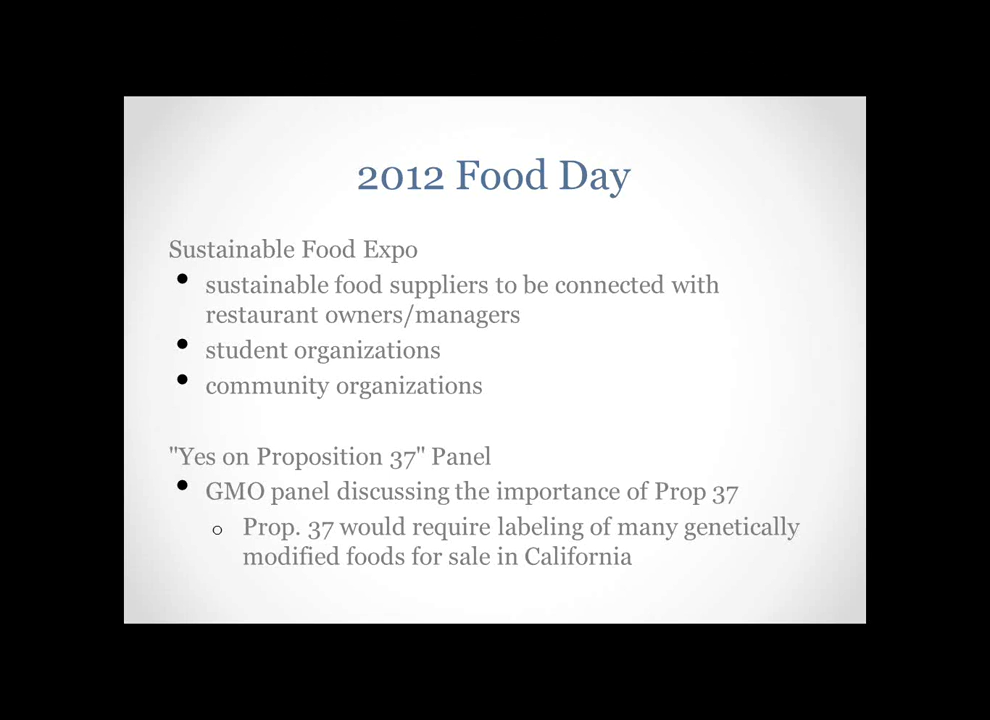 2012 Food Day
Sustainable Food Expo
• sustainable food suppliers to be connected with
restaurant owners/managers
• student organizations
• community organizations
"Yes on Proposition 37" Panel
• GMO panel discussing the importance of Prop 37
o Prop. 37 would require labeling of many genetically
modified foods for sale in California